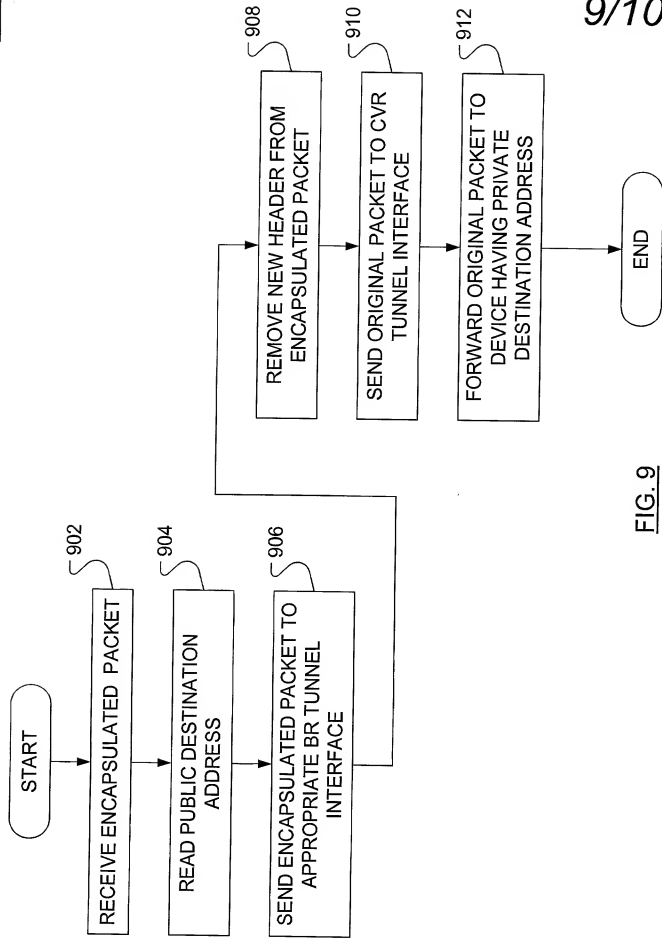 9/10
START
RECEIVE ENCAPSULATED PACKET
902
READ PUBLIC DESTINATION
ADDRESS
904
SEND ENCAPSULATED PACKET TO
APPROPRIATE BR TUNNEL
INTERFACE
906
REMOVE NEW HEADER FROM
ENCAPSULATED PACKET
908
SEND ORIGINAL PACKET TO CVR
TUNNEL INTERFACE
910
FORWARD ORIGINAL PACKET TO
DEVICE HAVING PRIVATE
DESTINATION ADDRESS
912
END
FIG. 9